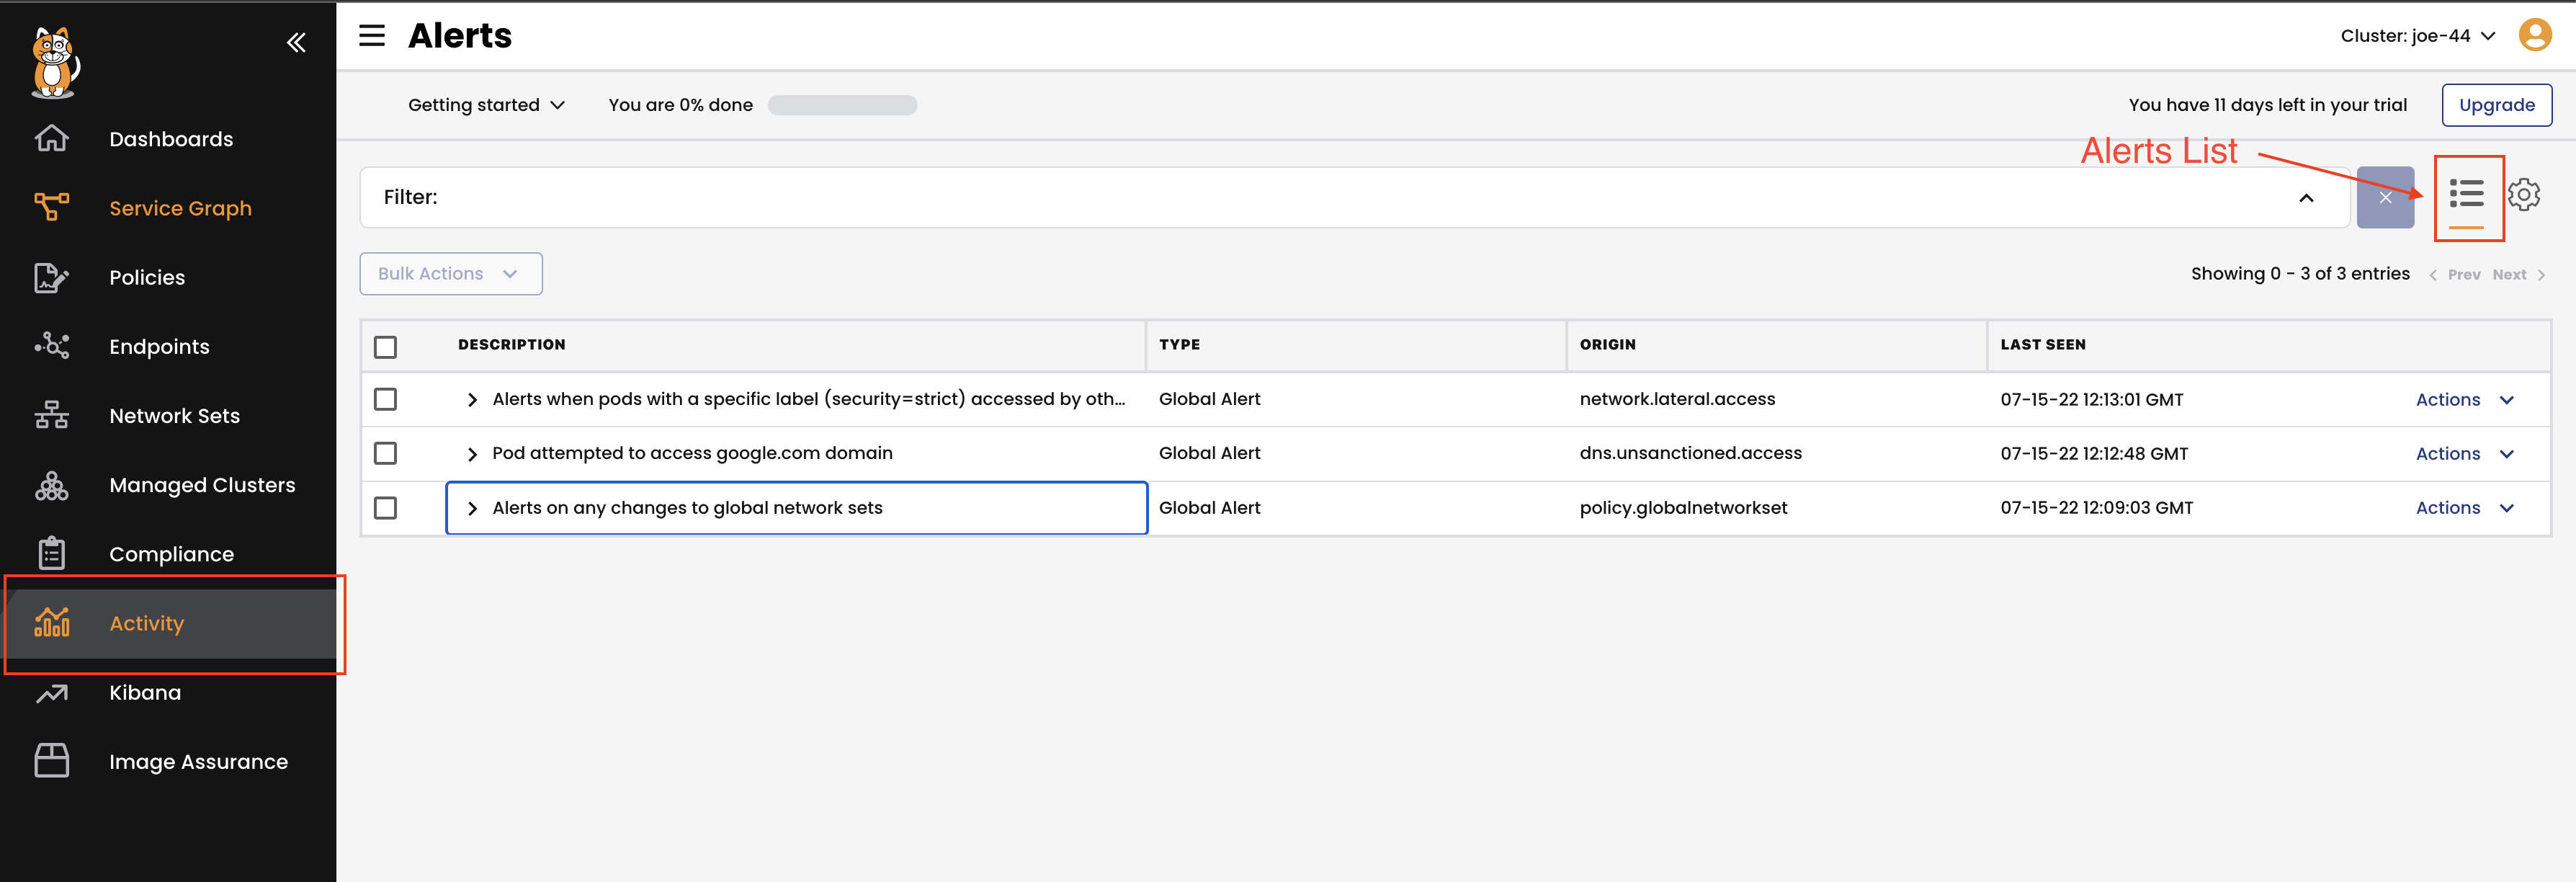 Alerts
Cluster: joe-44
Getting started
You are 0% done
You have 11 days left in your trial
Upgrade
Alerts List
Filter:
Bulk Actions
Showing 0 - 3 of 3 entries
Prev
Next
DESCRIPTION
TYPE
ORIGIN
LAST SEEN
Alerts when pods with a specific label (security=strict) accessed by oth...
Global Alert
network.lateral.access
07-15-22 12:13:01 GMT
Actions
Pod attempted to access google.com domain
Global Alert
dns.unsanctioned.access
07-15-22 12:12:48 GMT
Actions
Alerts on any changes to global network sets
Global Alert
policy.globalnetworkset
07-15-22 12:09:03 GMT
Actions
Dashboards
Service Graph
Policies
Endpoints
Network Sets
Managed Clusters
Compliance
Activity
Kibana
Image Assurance